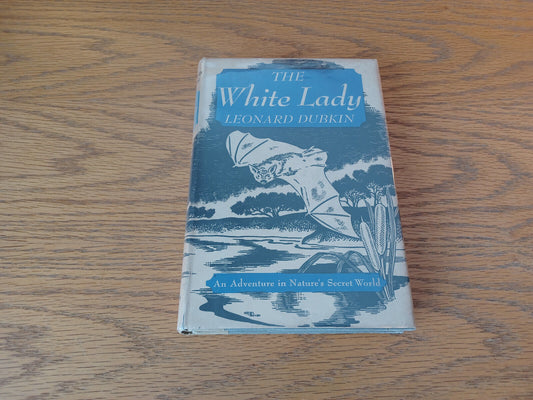 THE
White Lady
LEONARD DUBKIN
An Adventure in Nature's Secret World